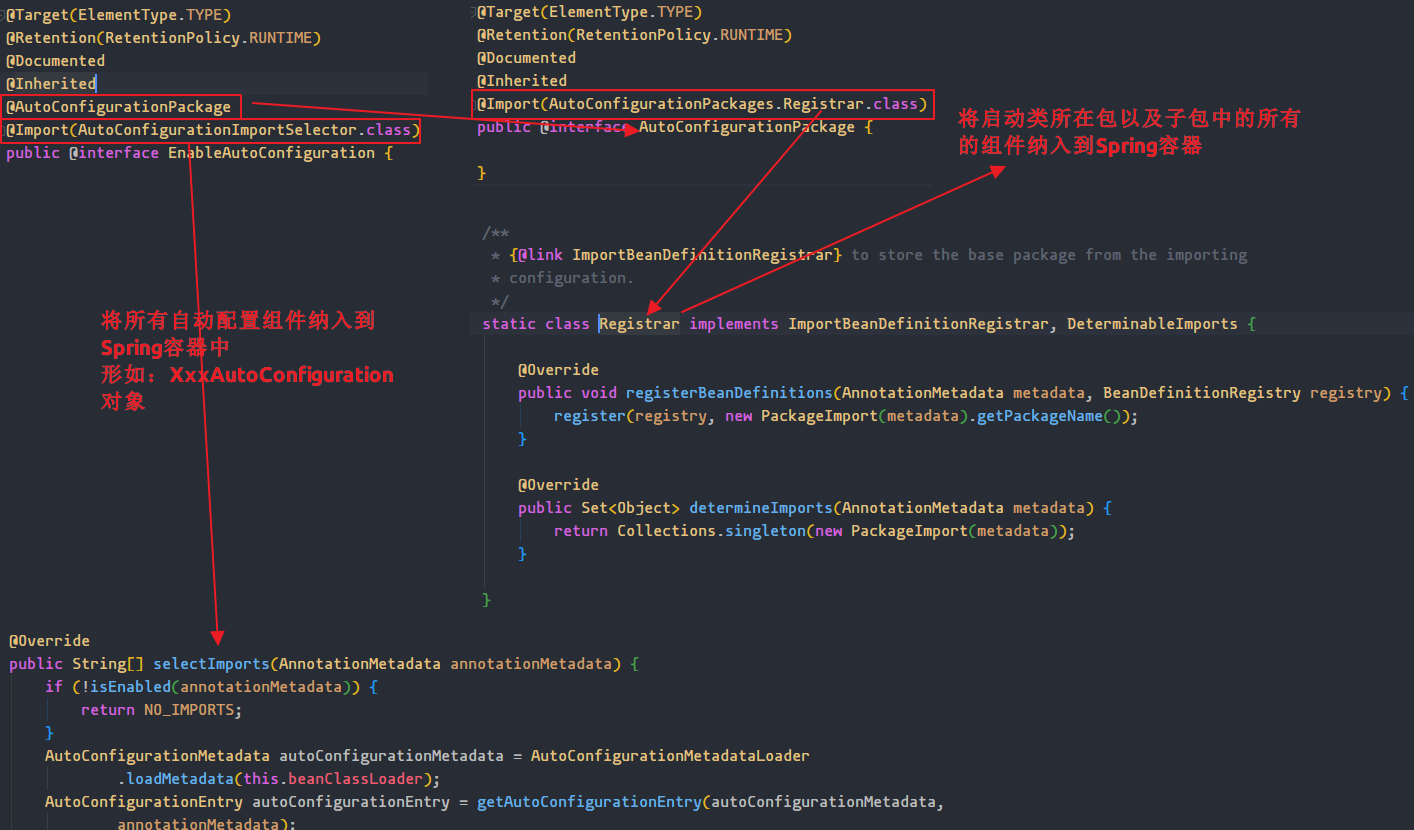 @Target(ElementType.TYPE)
@Retention(RetentionPolicy.RUNTIME)
@Documented
@Inherited
@AutoConfigurationPackage
@Import(AutoConfigurationImportSelector.class)
public @interface EnableAutoConfiguration {
@Target(ElementType.TYPE)
@Retention(RetentionPolicy.RUNTIME)
@Documented
@Inherited
@Import(AutoConfigurationPackages.Registrar.class)
public @interface AutoConfigurationPackage {
}
将启动类所在包以及子包中的所有
的组件纳入到Spring容器
/**
* {@link ImportBeanDefinitionRegistrar} to store the base package from the importing
* configuration.
*/
static class Registrar implements ImportBeanDefinitionRegistrar, DeterminableImports {
@Override
public void registerBeanDefinitions(AnnotationMetadata metadata, BeanDefinitionRegistry registry) {
register(registry, new PackageImport(metadata).getPackageName());
}
@Override
public Set<Object> determineImports(AnnotationMetadata metadata) {
return Collections.singleton(new PackageImport(metadata));
}
}
将所有自动配置组件纳入到
Spring容器中
形如：XxxAutoConfiguration
对象
@Override
public String[] selectImports(AnnotationMetadata annotationMetadata) {
if (!isEnabled(annotationMetadata)) {
return NO_IMPORTS;
}
AutoConfigurationMetadata autoConfigurationMetadata = AutoConfigurationMetadataLoader
.loadMetadata(this.beanClassLoader);
AutoConfigurationEntry autoConfigurationEntry = getAutoConfigurationEntry(autoConfigurationMetadata,
annotationMetadata);